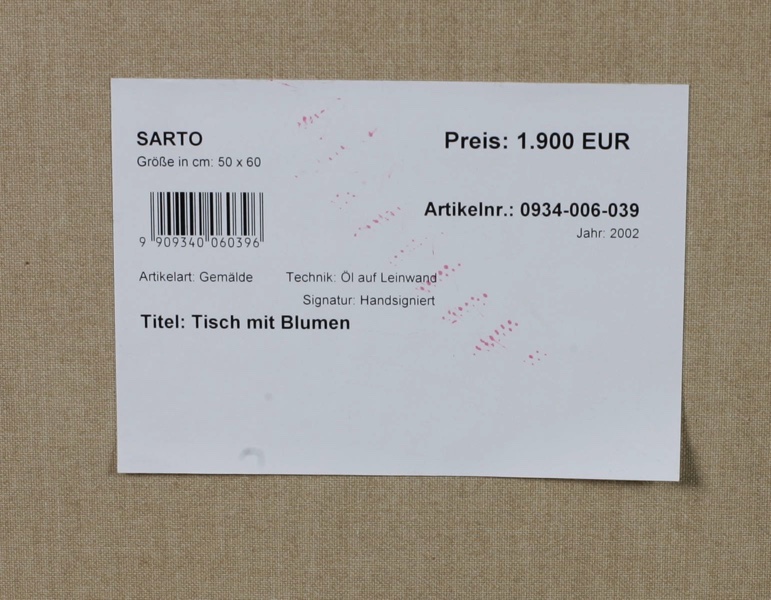 SARTO
Größe in cm: 50 x 60
Preis: 1.900 EUR
9 909340 060396
Artikelnr.: 0934-006-039
Jahr: 2002
Artikelart: Gemälde Technik: Öl auf Leinwand
Signatur: Handsigniert
Titel: Tisch mit Blumen